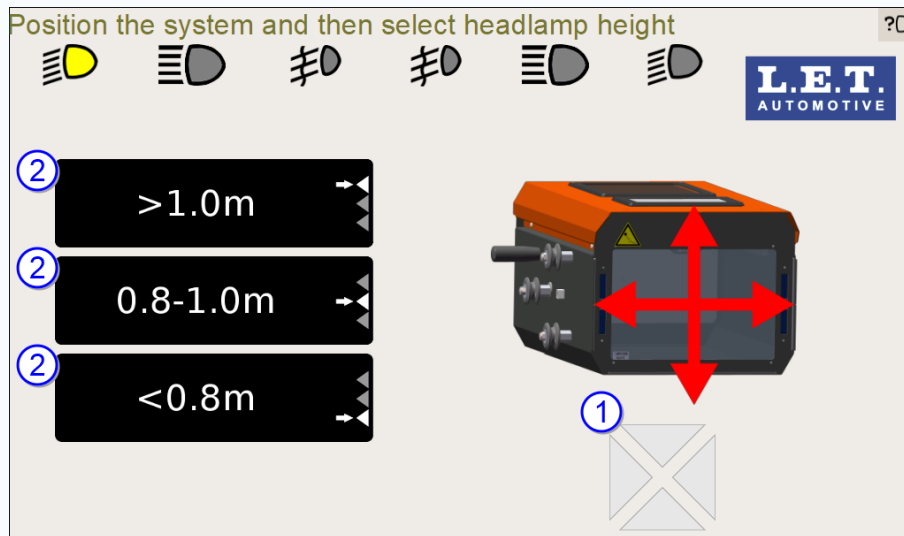 Position the system and then select headlamp height
?
L.E.T.
AUTOMOTIVE
2
>1.0m
2
0.8-1.0m
2
<0.8m
1